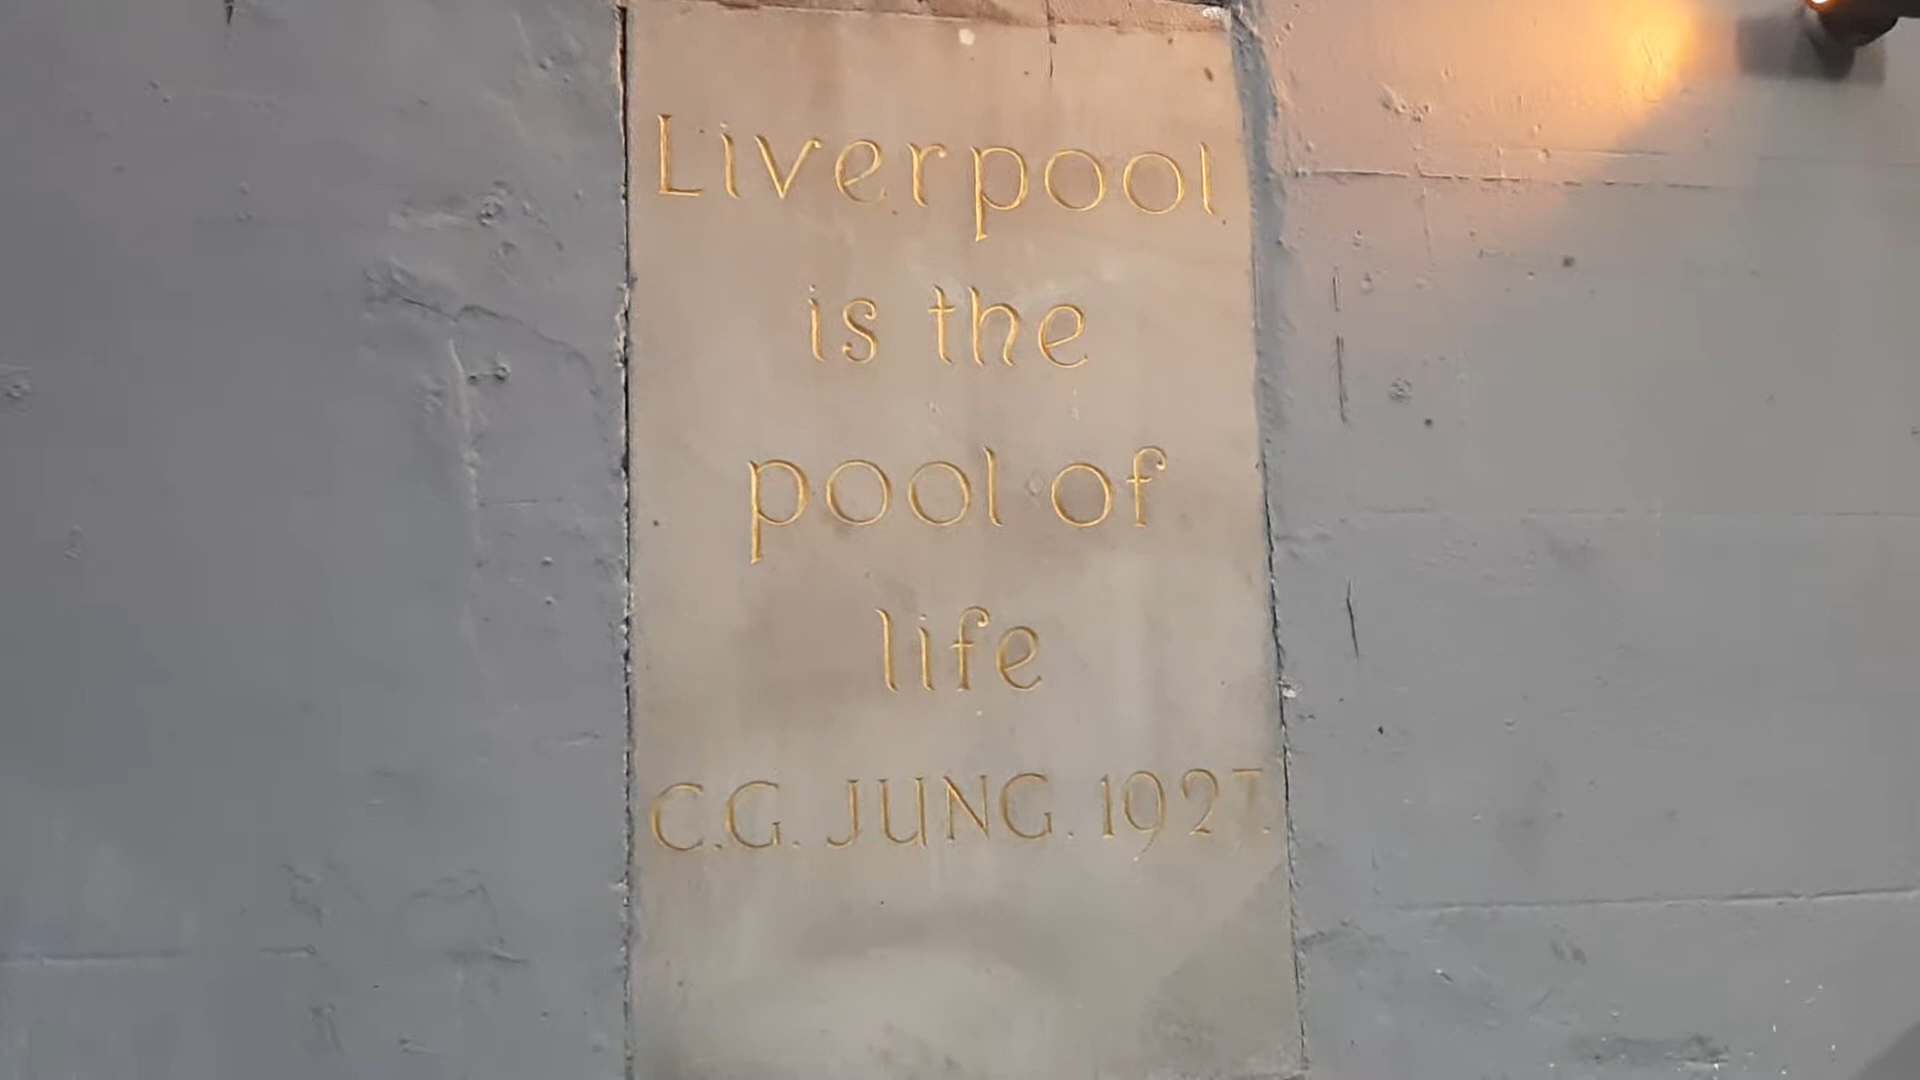 Liverpool
is the
pool of
life
C.G. JUNG. 1927.